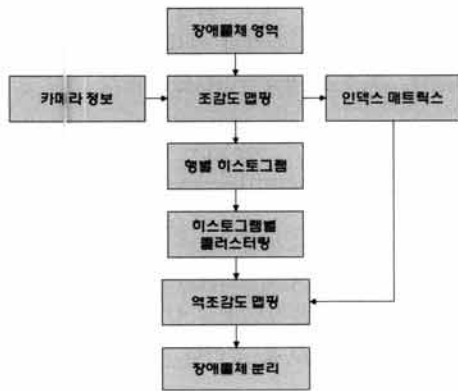 장애물체 영역
카메라 정보
조감도 맵핑
인덱스 매트릭스
행별 히스토그램
히스토그램별
클러스터링
역조감도 맵핑
장애물체 분리